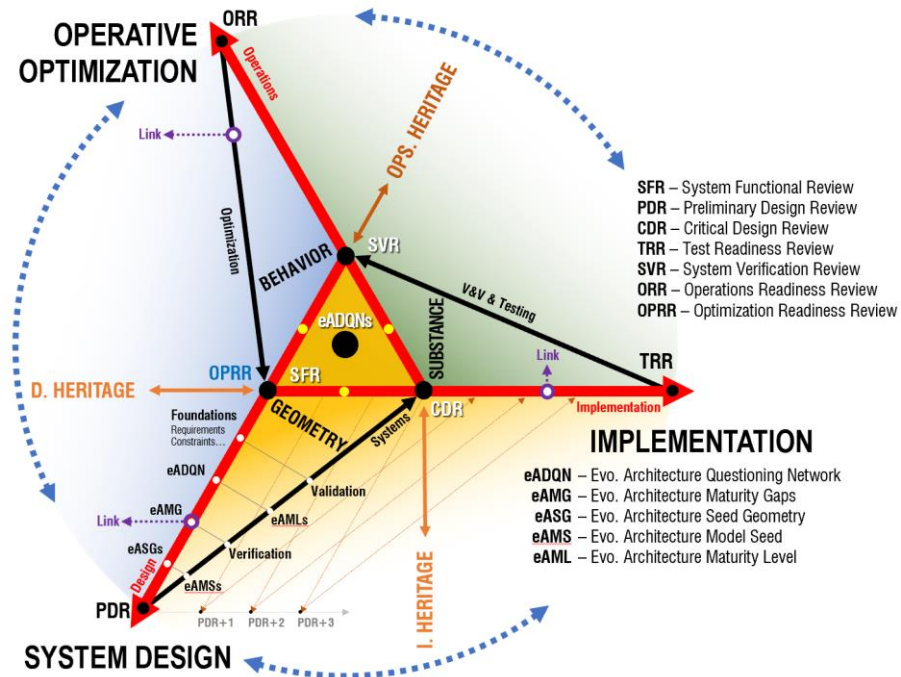 ORR
OPERATIVE
OPTIMIZATION
Operations
Link
OPS. HERITAGE
Optimization
BEHAVIOR
SVR
SFR – System Functional Review
PDR – Preliminary Design Review
CDR – Critical Design Review
TRR – Test Readiness Review
SVR – System Verification Review
ORR – Operations Readiness Review
OPRR – Optimization Readiness Review
V&V & Testing
eADQNs
SUBSTANCE
Link
TRR
OPRR
SFR
D. HERITAGE
CDR
Implementation
Foundations
Requirements
Constraints...
GEOMETRY
Systems
IMPLEMENTATION
eADQN
Validation
eAMG
eAMLs
Link
Verification
eASGs
eAMSs
Design
eADQN – Evo. Architecture Questioning Network
eAMG – Evo. Architecture Maturity Gaps
eASG – Evo. Architecture Seed Geometry
eAMS – Evo. Architecture Model Seed
eAML – Evo. Architecture Maturity Level
I. HERITAGE
PDR
PDR+1
PDR+2
PDR+3
SYSTEM DESIGN